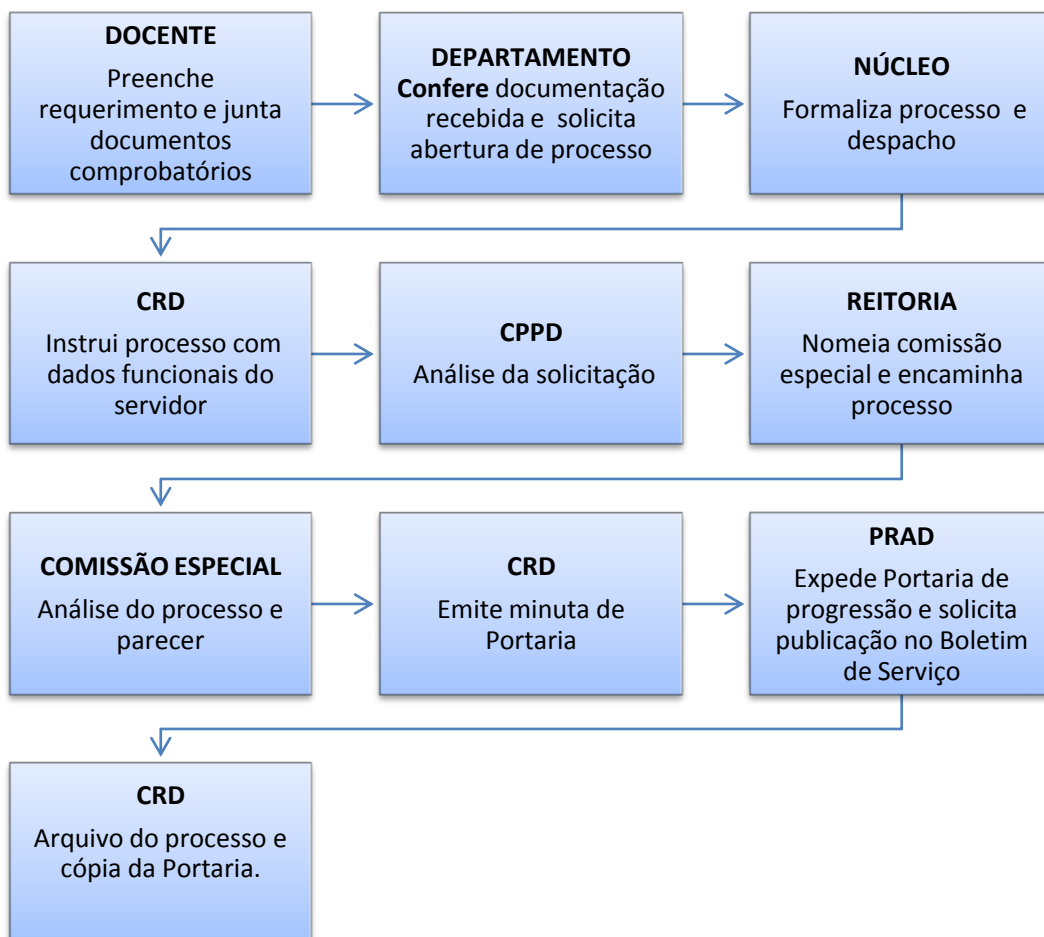 DOCENTE
Preenche
requerimento e junta
documentos
comprobatórios
DEPARTAMENTO
Confere documentação
recebida e solicita
abertura de processo
NÚCLEO
Formaliza processo e
despacho
CRD
Instrui processo com
dados funcionais do
servidor
CPPD
Análise da solicitação
REITORIA
Nomeia comissão
especial e encaminha
processo
COMISSÃO ESPECIAL
Análise do processo e
parecer
CRD
Emite minuta de
Portaria
PRAD
Expede Portaria de
progressão e solicita
publicação no Boletim
de Serviço
CRD
Arquivo do processo e
cópia da Portaria.